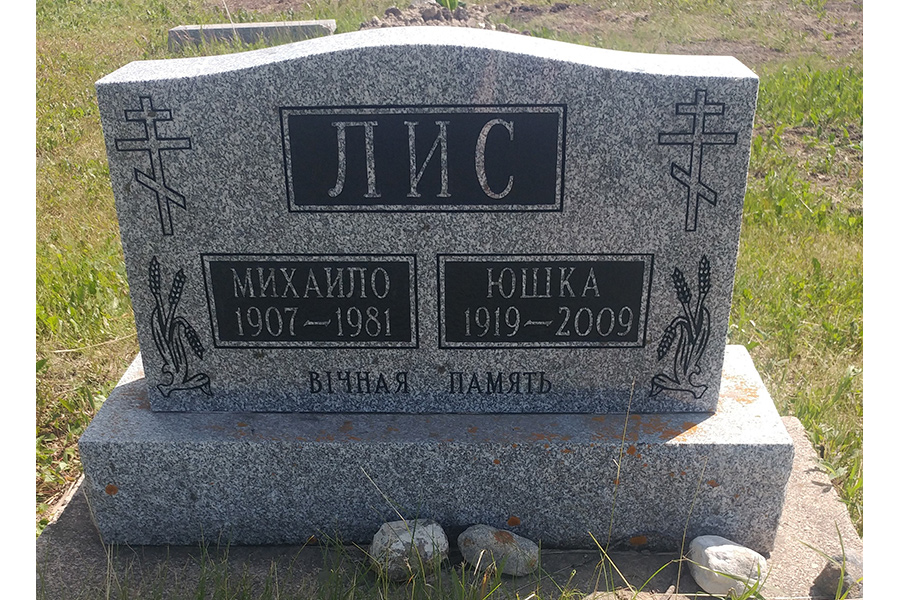 ЛИС
МИХАИЛО
1907—1981
ЮШКА
1919—2009
ВІЧНАЯ ПАМЯТЬ